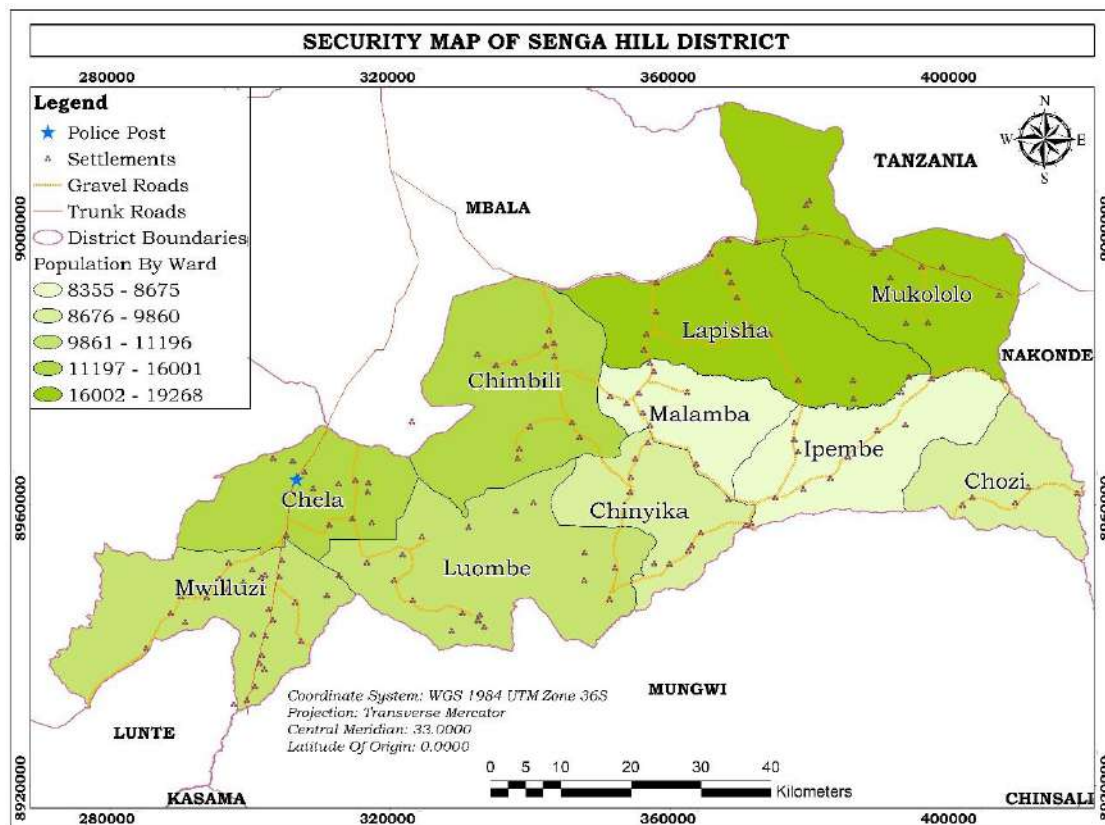 SECURITY MAP OF SENGA HILL DISTRICT
280000 320000 360000 400000
Legend
Police Post
Settlements
Gravel Roads
Trunk Roads
District Boundaries
Population By Ward
8355 - 8675
8676 - 9860
9861 - 11196
11197 - 16001
16002 - 19268
N
W E
S
TANZANIA
MBALA
9000000 9000000
Mukololo
Lapisha
NAKONDE
Chimbili
Malamba
Ipembe
Chozi
Chela
Chinyika
8960000 8960000
Luombe
Mwilluzi
Coordinate System: WGS 1984 UTM Zone 36S
Projection: Transverse Mercator
Central Meridian: 33.0000
Latitude Of Origin: 0.0000
MUNGWI
LUNTE
0 5 10 20 30 40
Kilometers
KASAMA
CHINSALI
8920000 8920000
280000 320000 360000 400000